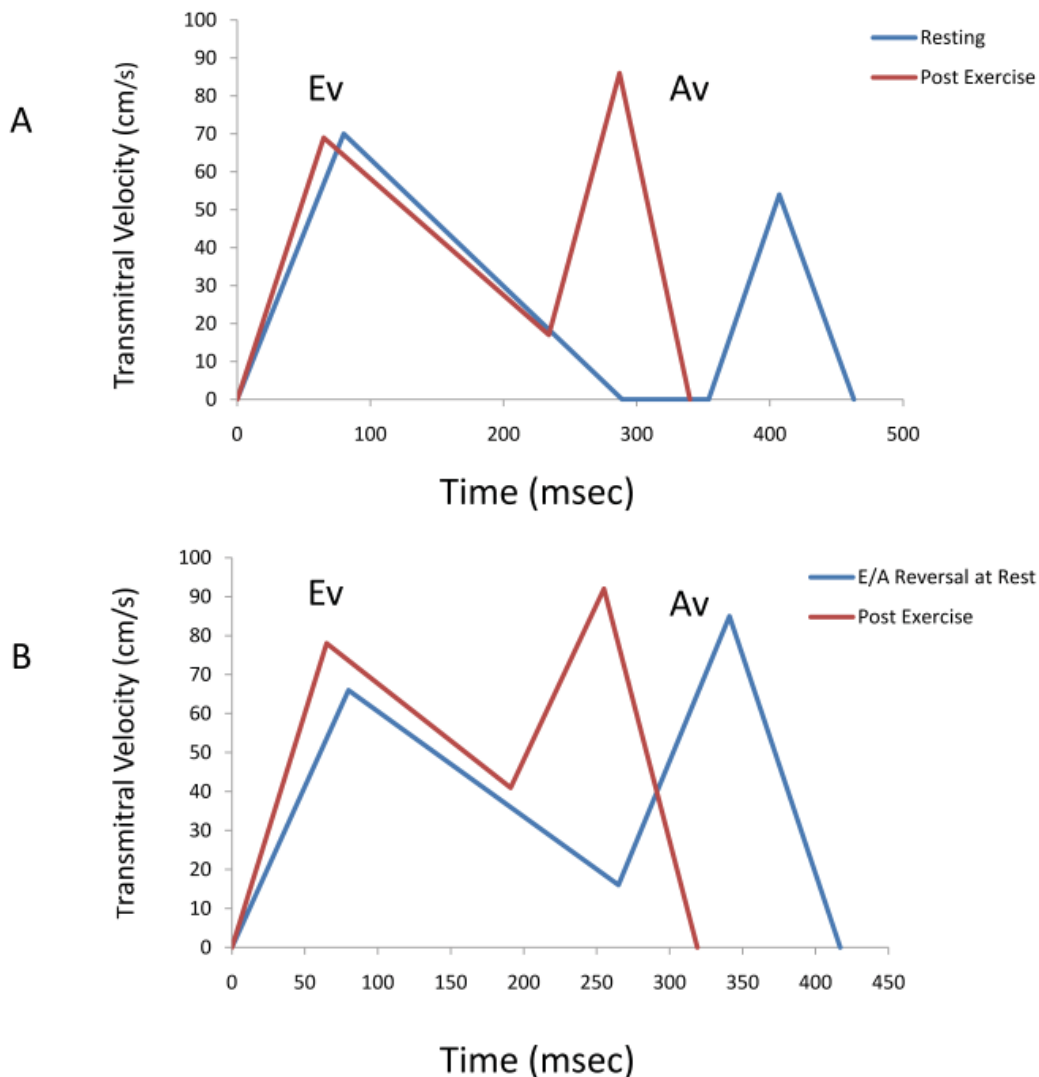 A
Transmitral Velocity (cm/s)
100
90
80
70
60
50
40
30
20
10
0
Ev
Av
Resting
Post Exercise
0 100 200 300 400 500
Time (msec)
B
Transmitral Velocity (cm/s)
100
90
80
70
60
50
40
30
20
10
0
Ev
Av
E/A Reversal at Rest
Post Exercise
0 50 100 150 200 250 300 350 400 450
Time (msec)